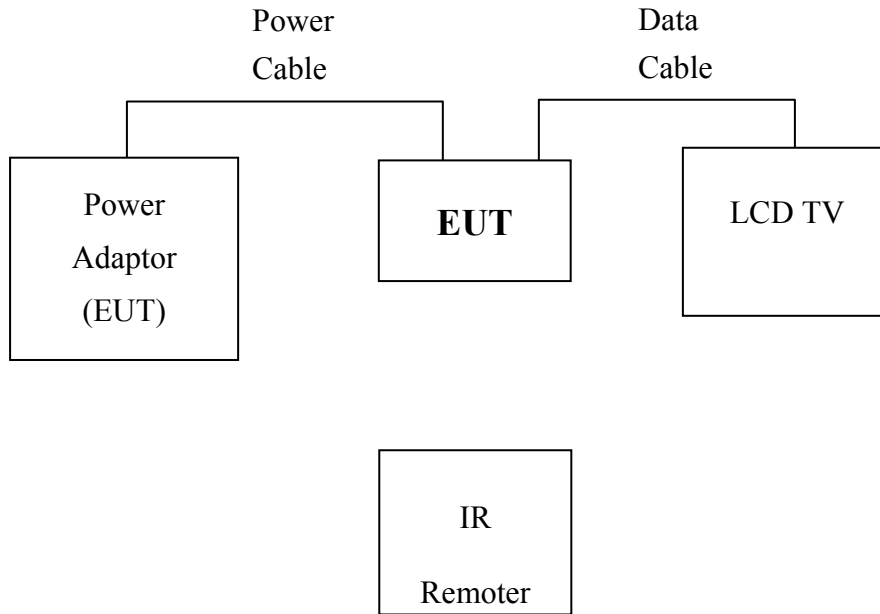 Power
Cable
Data
Cable
Power
Adaptor
(EUT)
EUT
LCD TV
IR
Remoter